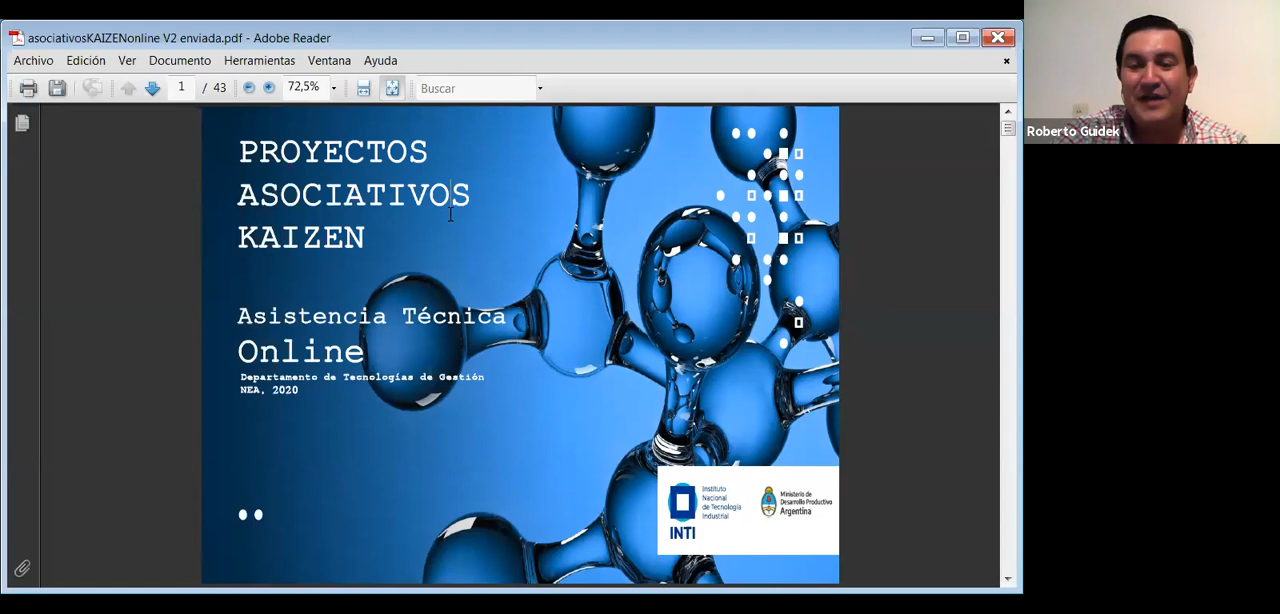 asociativosKAIZENonline V2 enviada.pdf - Adobe Reader
Archivo Edición Ver Documento Herramientas Ventana Ayuda
1 / 43 72,5% Buscar
PROYECTOS
ASOCIATIVOS
KAIZEN
Asistencia Técnica
Online
Departamento de Tecnologías de Gestión
NEA, 2020
INTI
Instituto
Nacional
de Tecnología
Industrial
Ministerio de
Desarrollo Productivo
Argentina
Roberto Guidek